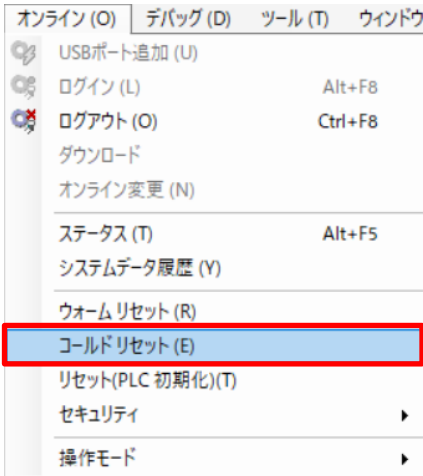 オンライン (O) デバッグ (D) ツール (T) ウィンドウ
USBポート追加 (U)
ログイン (L) Alt+F8
ログアウト (O) Ctrl+F8
ダウンロード
オンライン変更 (N)
ステータス (T) Alt+F5
システムデータ履歴 (Y)
ウォーム リセット (R)
コールド リセット (E)
リセット(PLC 初期化)(T)
セキュリティ
操作モード